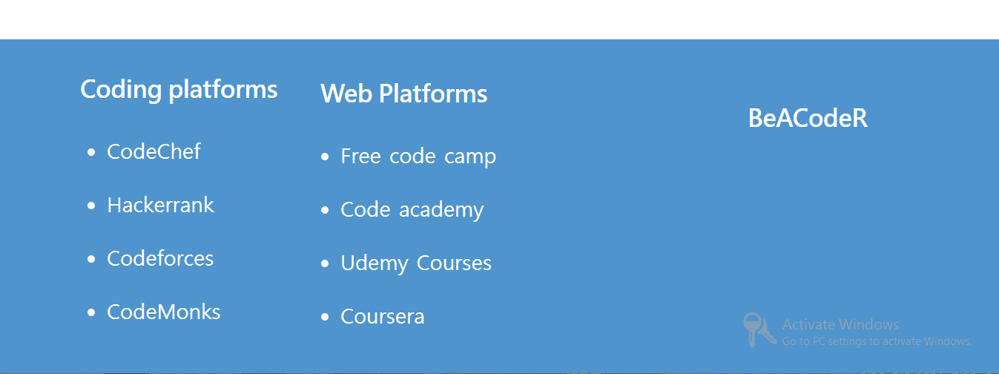 Coding platforms
CodeChef
Hackerrank
Codeforces
CodeMonks
Web Platforms
Free code camp
Code academy
Udemy Courses
Coursera
BeACodeR
Activate Windows
Go to PC settings to activate Windows.